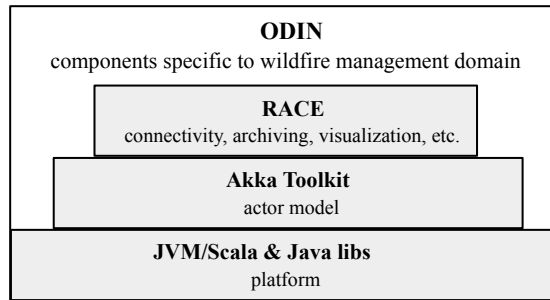 ODIN
components specific to wildfire management domain
RACE
connectivity, archiving, visualization, etc.
Akka Toolkit
actor model
JVM/Scala & Java libs
platform